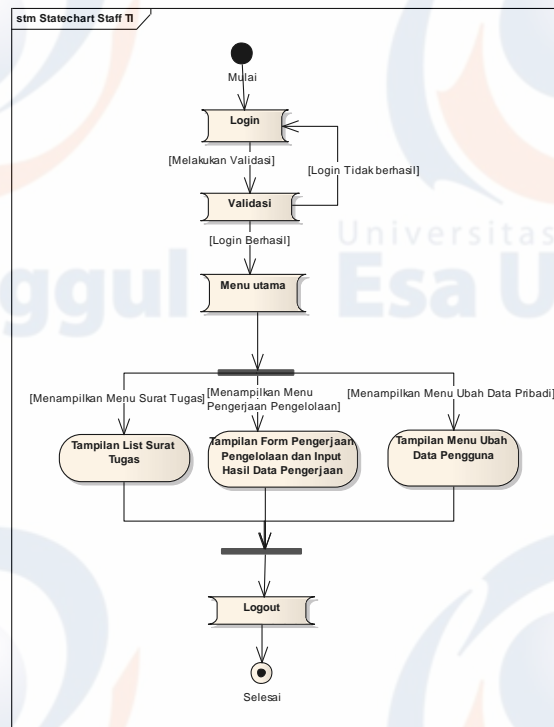 stm Statechart Staff TI
Mulai
Login
[Melakukan Validasi]
[Login Tidak berhasil]
Validasi
[Login Berhasil]
Universitas
Esa U
nggul
Menu utama
[Menampilkan Menu Surat Tugas]
[Menampilkan Menu
Pengerjaan Pengelolaan]
[Menampilkan Menu Ubah Data Pribadi]
Tampilan List Surat
Tugas
Tampilan Form Pengerjaan
Pengelolaan dan Input
Hasil Data Pengerjaan
Tampilan Menu Ubah
Data Pengguna
Logout
Selesai